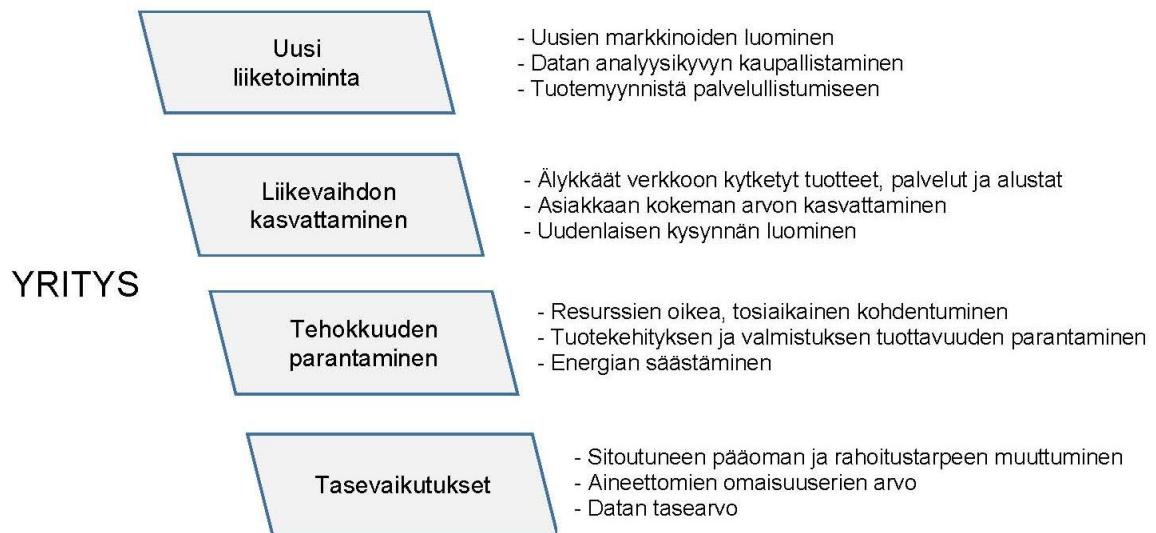 Uusi
liiketoiminta
- Uusien markkinoiden luominen
- Datan analyysikyvyn kaupallistaminen
- Tuotemyynnistä palvelullistumiseen
Liikevaihdon
kasvattaminen
- Älykkäät verkkoon kytketyt tuotteet, palvelut ja alustat
- Asiakkaan kokeman arvon kasvattaminen
- Uudenlaisen kysynnän luominen
YRITYS
Tehokkuuden
parantaminen
- Resurssien oikea, tosiaikainen kohdentuminen
- Tuotekehityksen ja valmistuksen tuottavuuden parantaminen
- Energian säästäminen
Tasevaikutukset
- Sitoutuneen pääoman ja rahoitustarpeen muuttuminen
- Aineettomien omaisuuserien arvo
- Datan tasearvo